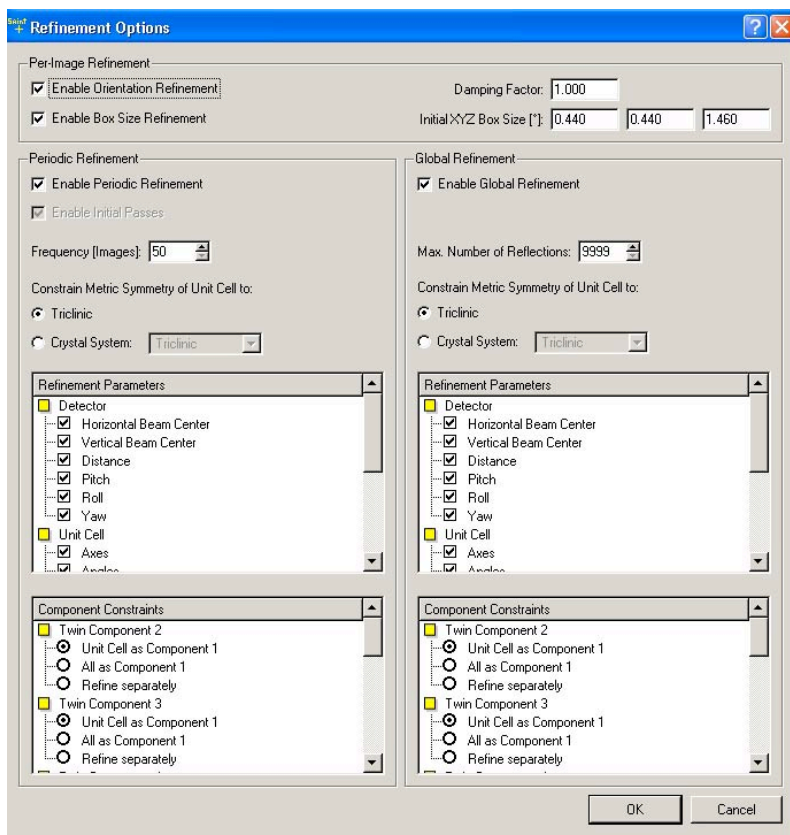 Saint
Refinement Options
Per-Image Refinement
Enable Orientation Refinement
Damping Factor: 1.000
Enable Box Size Refinement
Initial XYZ Box Size [°]: 0.440 0.440 1.460
Periodic Refinement
Enable Periodic Refinement
Enable Initial Passes
Frequency [Images]: 50
Constrain Metric Symmetry of Unit Cell to:
Triclinic
Crystal System: Triclinic
Refinement Parameters
Detector
Horizontal Beam Center
Vertical Beam Center
Distance
Pitch
Roll
Yaw
Unit Cell
Axes
Angles
Component Constraints
Twin Component 2
Unit Cell as Component 1
All as Component 1
Refine separately
Twin Component 3
Unit Cell as Component 1
All as Component 1
Refine separately
Global Refinement
Enable Global Refinement
Max. Number of Reflections: 9999
Constrain Metric Symmetry of Unit Cell to:
Triclinic
Crystal System: Triclinic
Refinement Parameters
Detector
Horizontal Beam Center
Vertical Beam Center
Distance
Pitch
Roll
Yaw
Unit Cell
Axes
Angles
Component Constraints
Twin Component 2
Unit Cell as Component 1
All as Component 1
Refine separately
Twin Component 3
Unit Cell as Component 1
All as Component 1
Refine separately
OK
Cancel